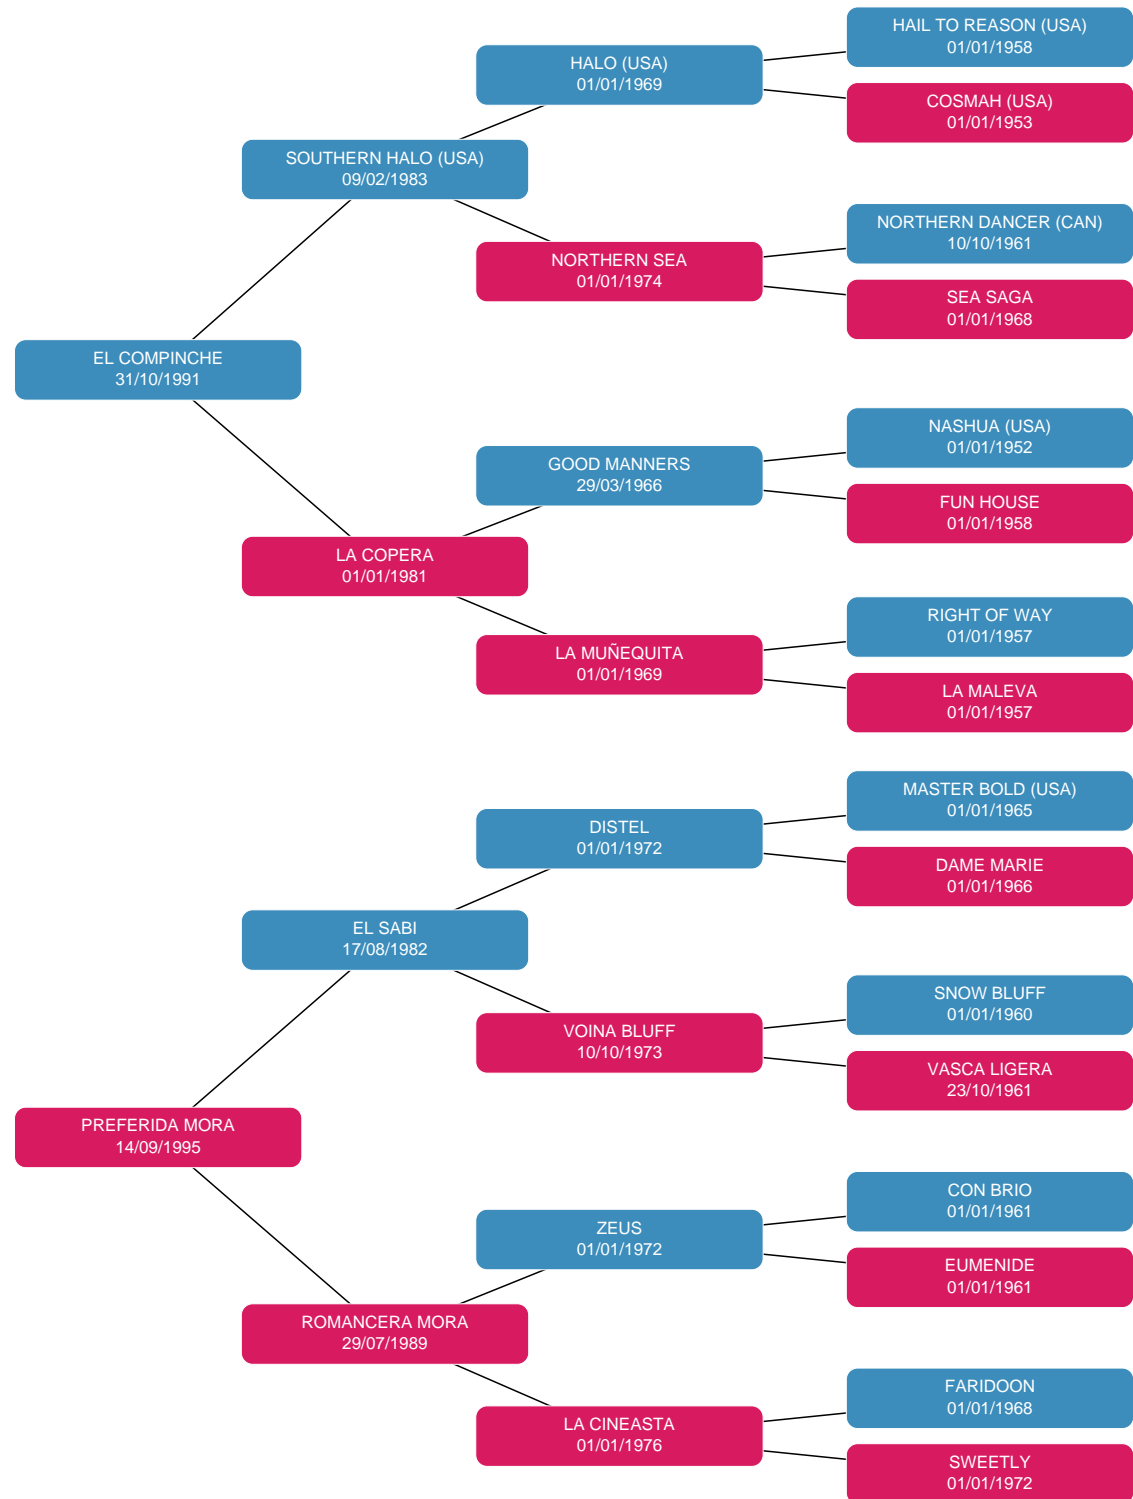 HAIL TO REASON (USA)
01/01/1958
HALO (USA)
01/01/1969
COSMAH (USA)
01/01/1953
SOUTHERN HALO (USA)
09/02/1983
NORTHERN DANCER (CAN)
10/10/1961
NORTHERN SEA
01/01/1974
SEA SAGA
01/01/1968
EL COMPINCHE
31/10/1991
NASHUA (USA)
01/01/1952
GOOD MANNERS
29/03/1966
FUN HOUSE
01/01/1958
LA COPERA
01/01/1981
RIGHT OF WAY
01/01/1957
LA MUÑEQUITA
01/01/1969
LA MALEVA
01/01/1957
MASTER BOLD (USA)
01/01/1965
DISTEL
01/01/1972
DAME MARIE
01/01/1966
EL SABI
17/08/1982
SNOW BLUFF
01/01/1960
VOINA BLUFF
10/10/1973
VASCA LIGERA
23/10/1961
PREFERIDA MORA
14/09/1995
CON BRIO
01/01/1961
ZEUS
01/01/1972
EUMENIDE
01/01/1961
ROMANCERA MORA
29/07/1989
FARIDOON
01/01/1968
LA CINEASTA
01/01/1976
SWEETLY
01/01/1972